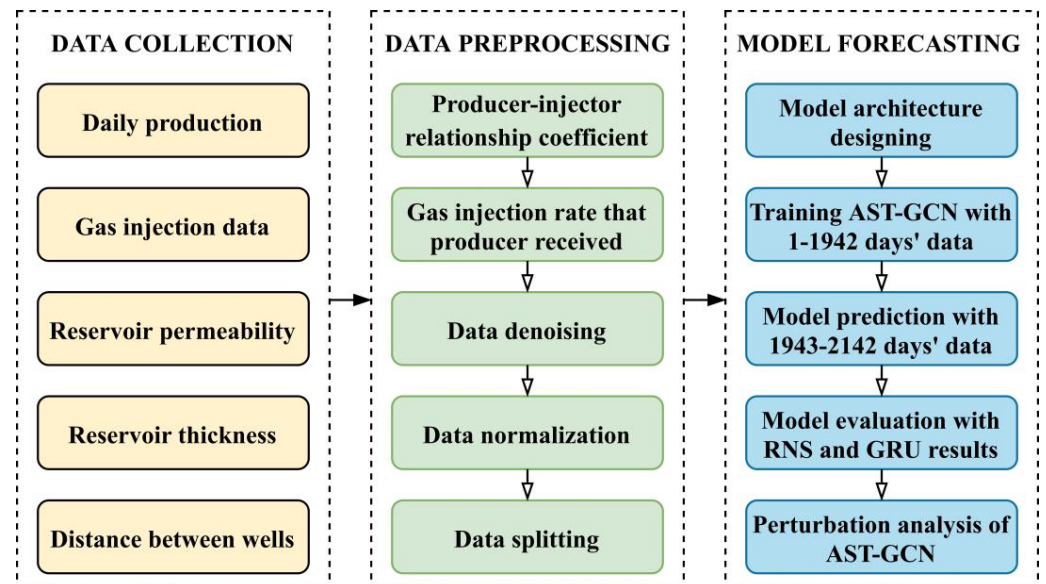 DATA COLLECTION
Daily production
Gas injection data
Reservoir permeability
Reservoir thickness
Distance between wells
DATA PREPROCESSING
Producer-injector
relationship coefficient
Gas injection rate that
producer received
Data denoising
Data normalization
Data splitting
MODEL FORECASTING
Model architecture
designing
Training AST-GCN with
1-1942 days' data
Model prediction with
1943-2142 days' data
Model evaluation with
RNS and GRU results
Perturbation analysis of
AST-GCN